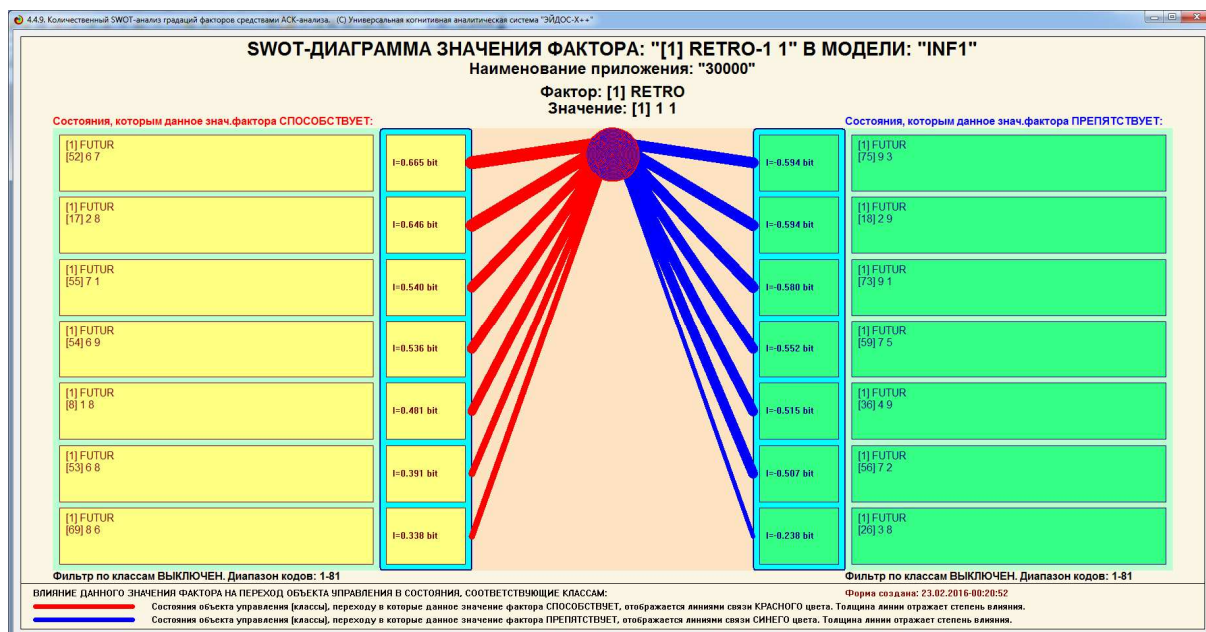 4.4.9. Количественный SWOT-анализ градаций факторов средствами АСК-анализа. (С) Универсальная когнитивная аналитическая система "ЭЙДОС-X++"
SWOT-ДИАГРАММА ЗНАЧЕНИЯ ФАКТОРА: "[1] RETRO-1 1" В МОДЕЛИ: "INF1"
Наименование приложения: "30000"
Фактор: [1] RETRO
Значение: [1] 1 1
Состояния, которым данное знач.фактора СПОСОБСТВУЕТ:
Состояния, которым данное знач.фактора ПРЕПЯТСТВУЕТ:
[1] FUTUR
[52] 6 7
I=0.665 bit
I=-0.594 bit
[1] FUTUR
[75] 9 3
[1] FUTUR
[17] 2 8
I=0.646 bit
I=-0.594 bit
[1] FUTUR
[18] 2 9
[1] FUTUR
[55] 7 1
I=0.540 bit
I=-0.580 bit
[1] FUTUR
[73] 9 1
[1] FUTUR
[54] 6 9
I=0.536 bit
I=-0.552 bit
[1] FUTUR
[59] 7 5
[1] FUTUR
[8] 1 8
I=0.481 bit
I=-0.515 bit
[1] FUTUR
[36] 4 9
[1] FUTUR
[53] 6 8
I=0.391 bit
I=-0.507 bit
[1] FUTUR
[56] 7 2
[1] FUTUR
[69] 8 6
I=0.338 bit
I=-0.238 bit
[1] FUTUR
[26] 3 8
Фильтр по классам ВЫКЛЮЧЕН. Диапазон кодов: 1-81
Фильтр по классам ВЫКЛЮЧЕН. Диапазон кодов: 1-81
ВЛИЯНИЕ ДАННОГО ЗНАЧЕНИЯ ФАКТОРА НА ПЕРЕХОД ОБЪЕКТА УПРАВЛЕНИЯ В СОСТОЯНИЯ, СООТВЕТСТВУЮЩИЕ КЛАССАМ:
Форма создана: 23.02.2016-00:20:52
Состояния объекта управления (классы), переходу в которые данное значение фактора СПОСОБСТВУЕТ, отображается линиями связи КРАСНОГО цвета. Толщина линии отражает степень влияния.
Состояния объекта управления (классы), переходу в которые данное значение фактора ПРЕПЯТСТВУЕТ, отображается линиями связи СИНЕГО цвета. Толщина линии отражает степень влияния.